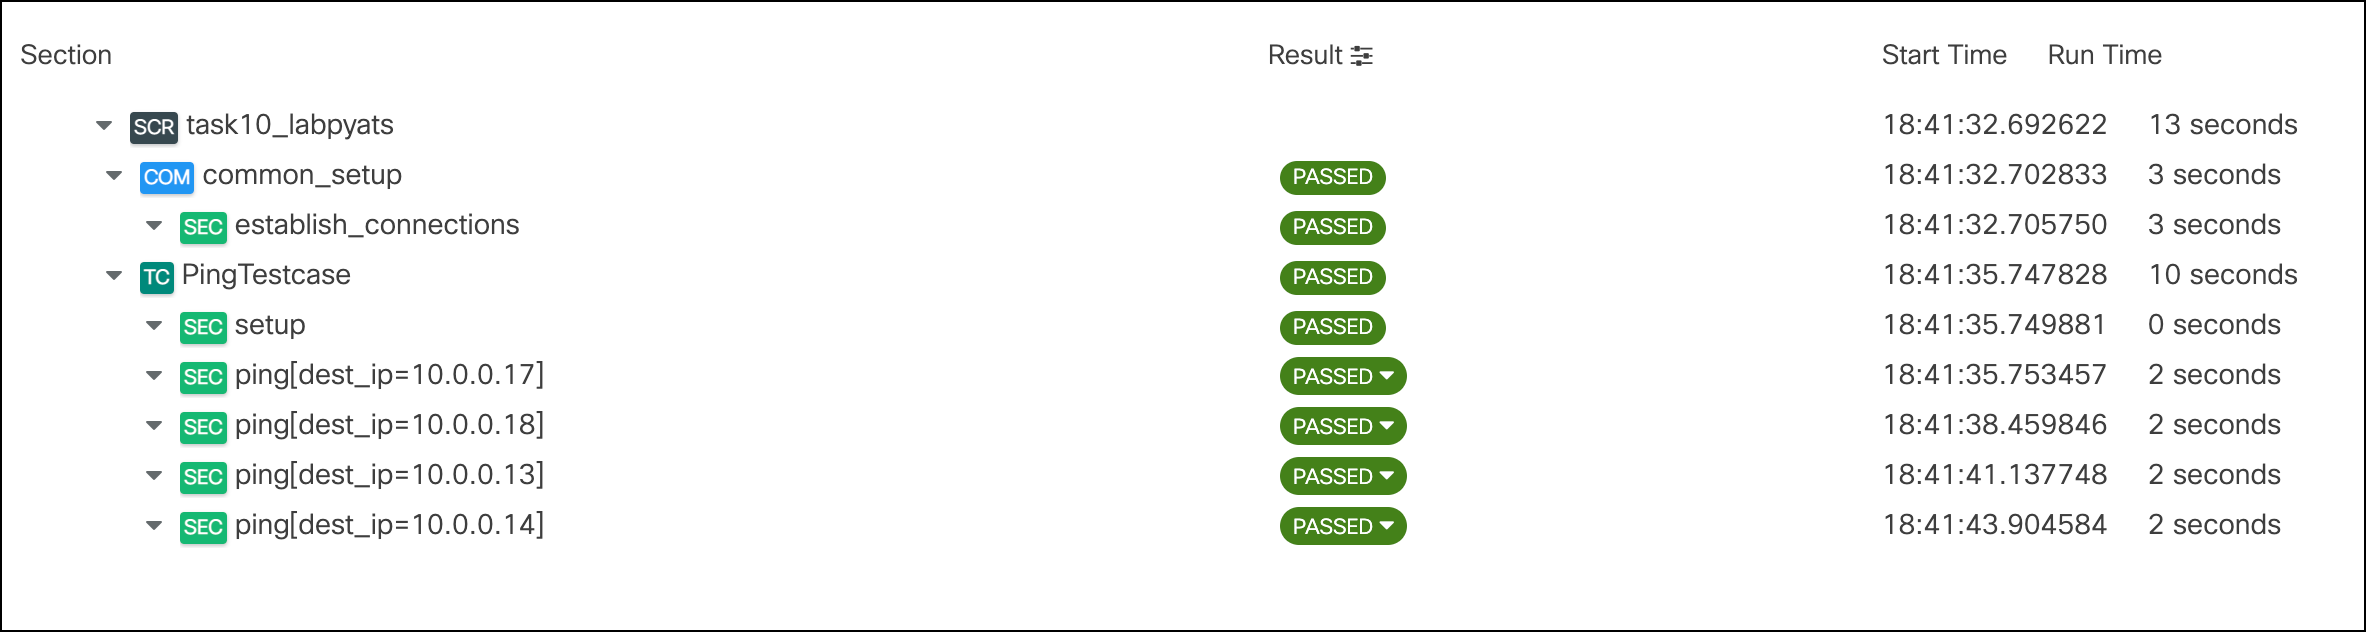 Section Result Start Time Run Time
SCR task10_labpyats 18:41:32.692622 13 seconds
COM common_setup PASSED 18:41:32.702833 3 seconds
SEC establish_connections PASSED 18:41:32.705750 3 seconds
TC PingTestcase PASSED 18:41:35.747828 10 seconds
SEC setup PASSED 18:41:35.749881 0 seconds
SEC ping[dest_ip=10.0.0.17] PASSED 18:41:35.753457 2 seconds
SEC ping[dest_ip=10.0.0.18] PASSED 18:41:38.459846 2 seconds
SEC ping[dest_ip=10.0.0.13] PASSED 18:41:41.137748 2 seconds
SEC ping[dest_ip=10.0.0.14] PASSED 18:41:43.904584 2 seconds